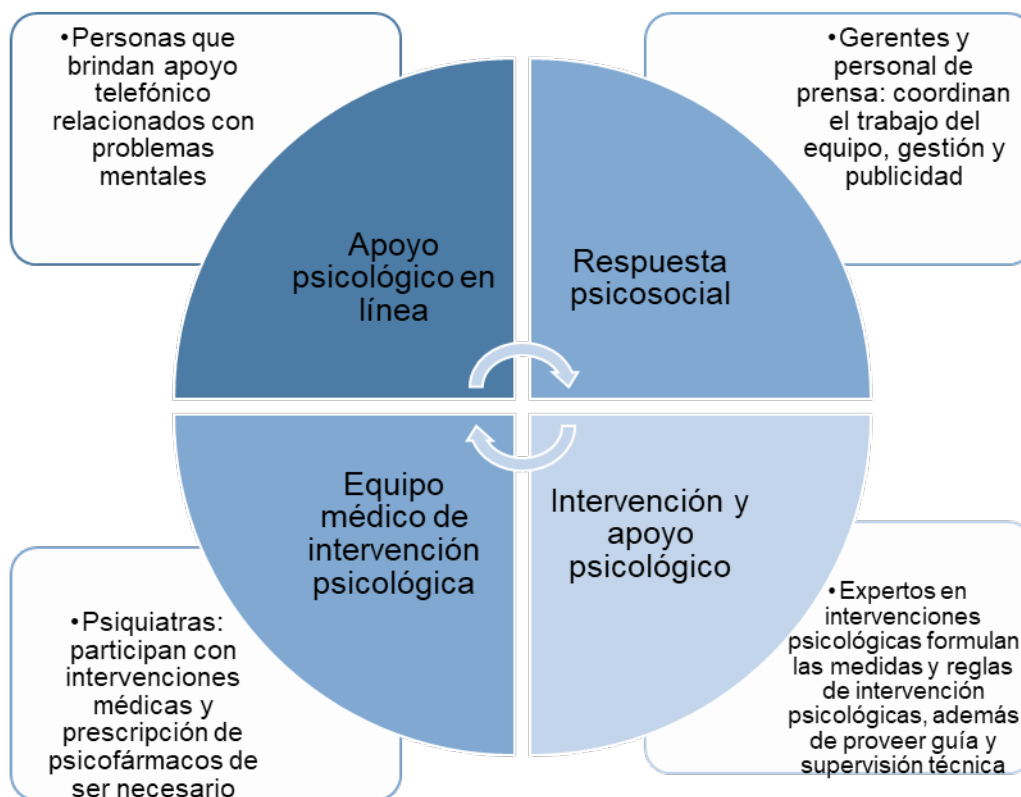 •Personas que
brindan apoyo
telefónico
relacionados con
problemas
mentales
•Gerentes y
personal de
prensa: coordinan
el trabajo del
equipo, gestión y
publicidad
Apoyo
psicológico en
línea
Respuesta
psicosocial
Equipo
médico de
intervención
psicológica
Intervención y
apoyo
psicológico
•Psiquiatras:
participan con
intervenciones
médicas y
prescripción de
psicofármacos de
ser necesario
•Expertos en
intervenciones
psicológicas formulan
las medidas y reglas
de intervención
psicológicas, además
de proveer guía y
supervisión técnica